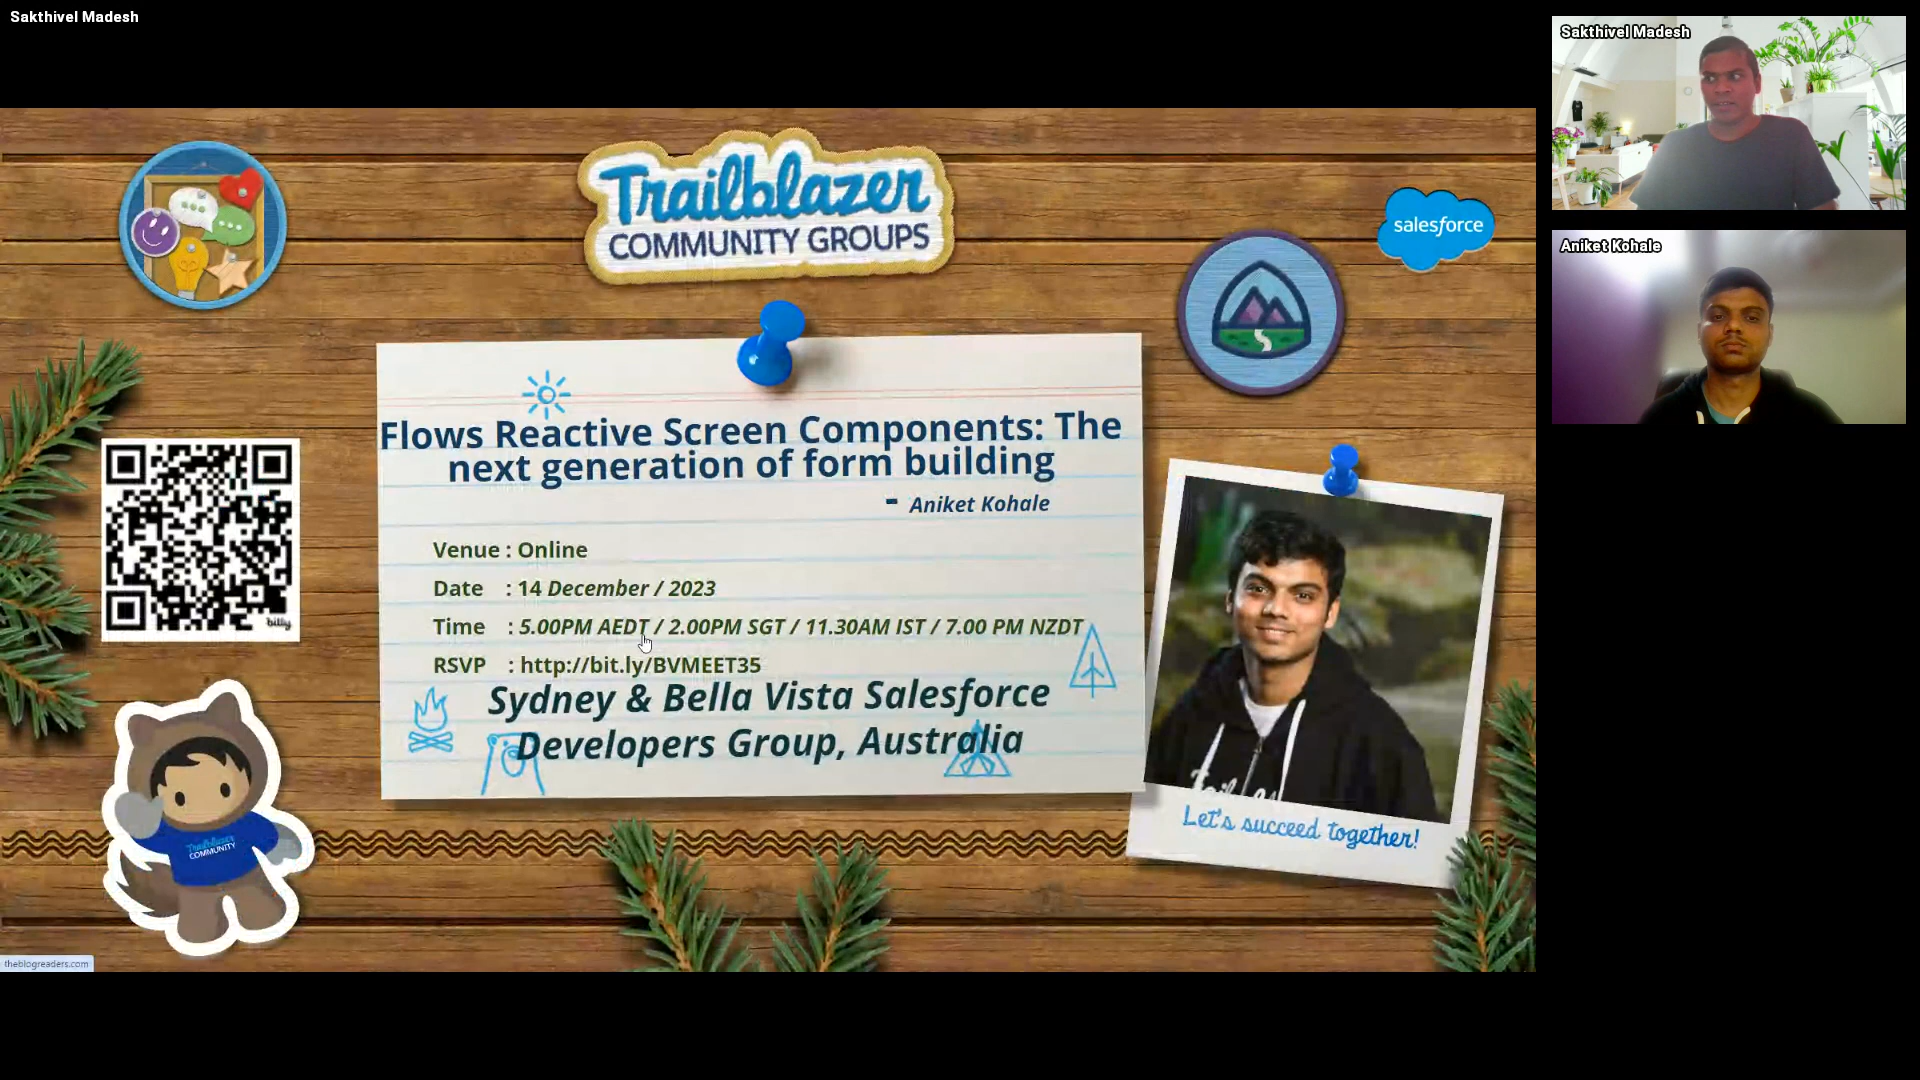 Sakthivel Madesh
Sakthivel Madesh
Aniket Kohale
Trailblazer
COMMUNITY GROUPS
salesforce
Flows Reactive Screen Components: The
next generation of form building
- Aniket Kohale
Venue : Online
Date : 14 December / 2023
Time : 5.00PM AEDT / 2.00PM SGT / 11.30AM IST / 7.00 PM NZDT
RSVP : http://bit.ly/BVMEET35
Sydney & Bella Vista Salesforce
Developers Group, Australia
bitly
Let's succeed together!
Trailblazer
COMMUNITY
theblogreaders.com